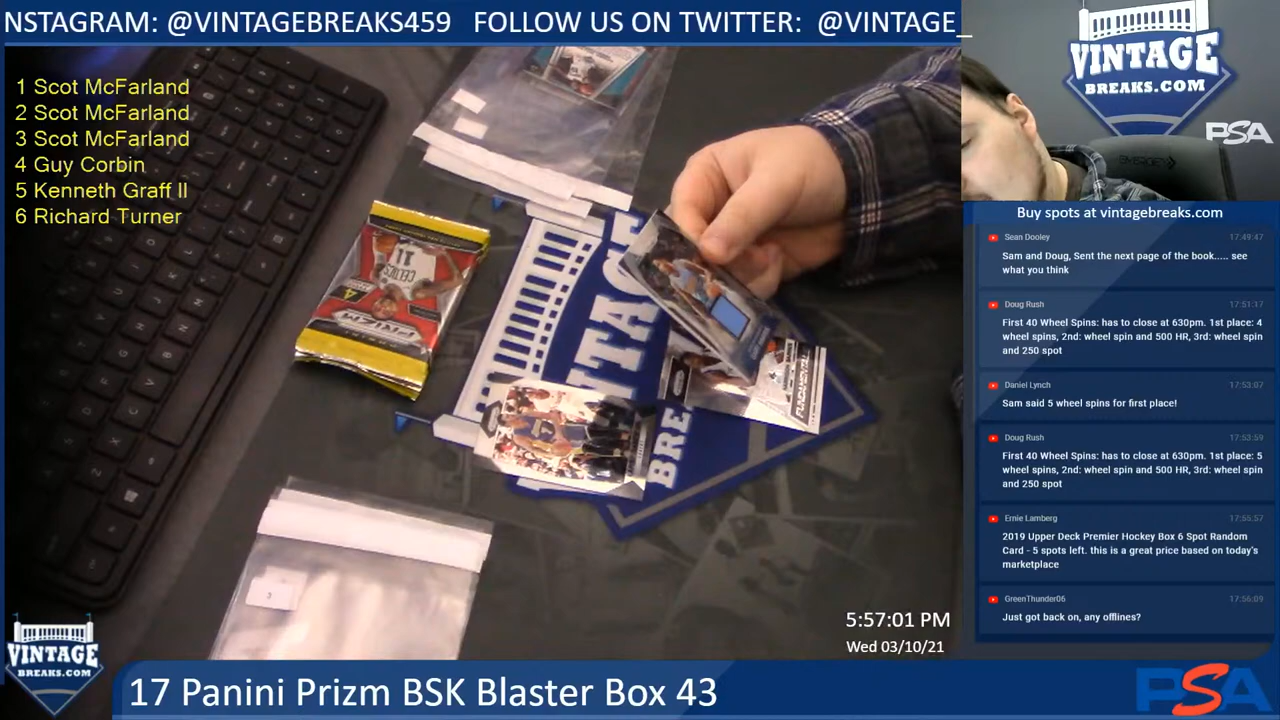 NSTAGRAM: @VINTAGEBREAKS459 FOLLOW US ON TWITTER: @VINTAGE_
1 Scot McFarland
2 Scot McFarland
3 Scot McFarland
4 Guy Corbin
5 Kenneth Graff II
6 Richard Turner
VINTAGE
BREAKS.COM
PSA
Buy spots at vintagebreaks.com
Sean Dooley 17:49:47
Sam and Doug, Sent the next page of the book..... see
what you think
Doug Rush 17:51:17
First 40 Wheel Spins: has to close at 630pm. 1st place: 4
wheel spins, 2nd: wheel spin and 500 HR, 3rd: wheel spin
and 250 spot
Daniel Lynch 17:53:07
Sam said 5 wheel spins for first place!
Doug Rush 17:53:59
First 40 Wheel Spins: has to close at 630pm. 1st place: 5
wheel spins, 2nd: wheel spin and 500 HR, 3rd: wheel spin
and 250 spot
Ernie Lamberg 17:55:57
2019 Upper Deck Premier Hockey Box 6 Spot Random
Card - 5 spots left. this is a great price based on today's
marketplace
GreenThunder06 17:56:09
Just got back on, any offlines?
CELTICS
11
PRIZM
4
NTAG
BRE
FUNDAMENTALS
17
3
5:57:01 PM
Wed 03/10/21
VINTAGE
BREAKS.COM
17 Panini Prizm BSK Blaster Box 43
PSA